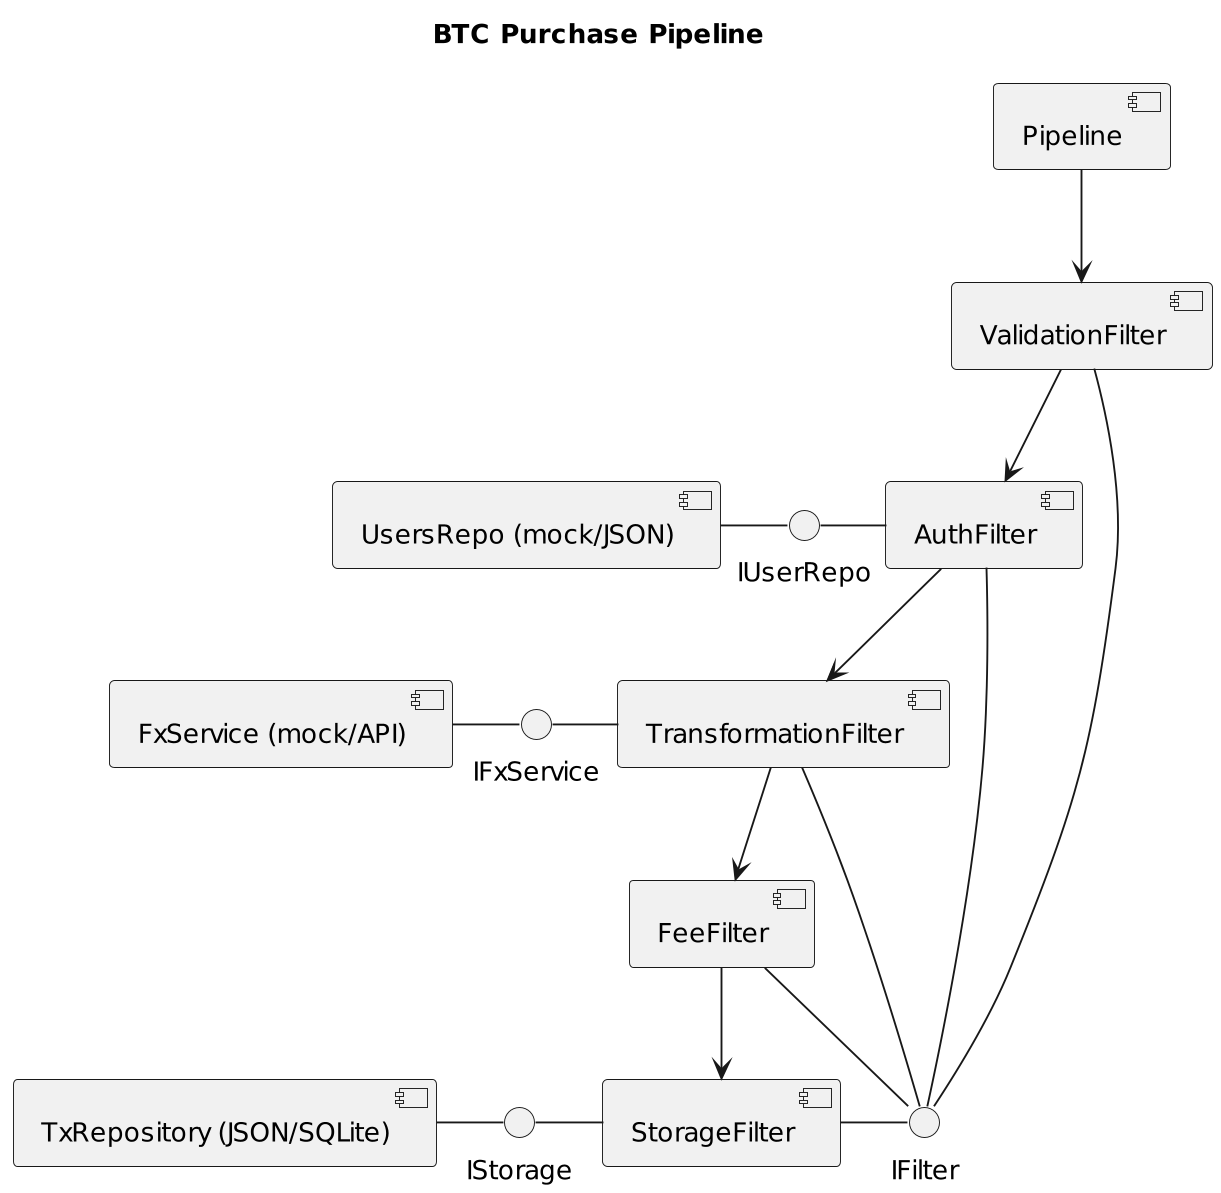 BTC Purchase Pipeline
Pipeline
ValidationFilter
UsersRepo (mock/JSON)
IUserRepo
AuthFilter
FxService (mock/API)
IFxService
TransformationFilter
FeeFilter
TxRepository (JSON/SQLite)
IStorage
StorageFilter
IFilter